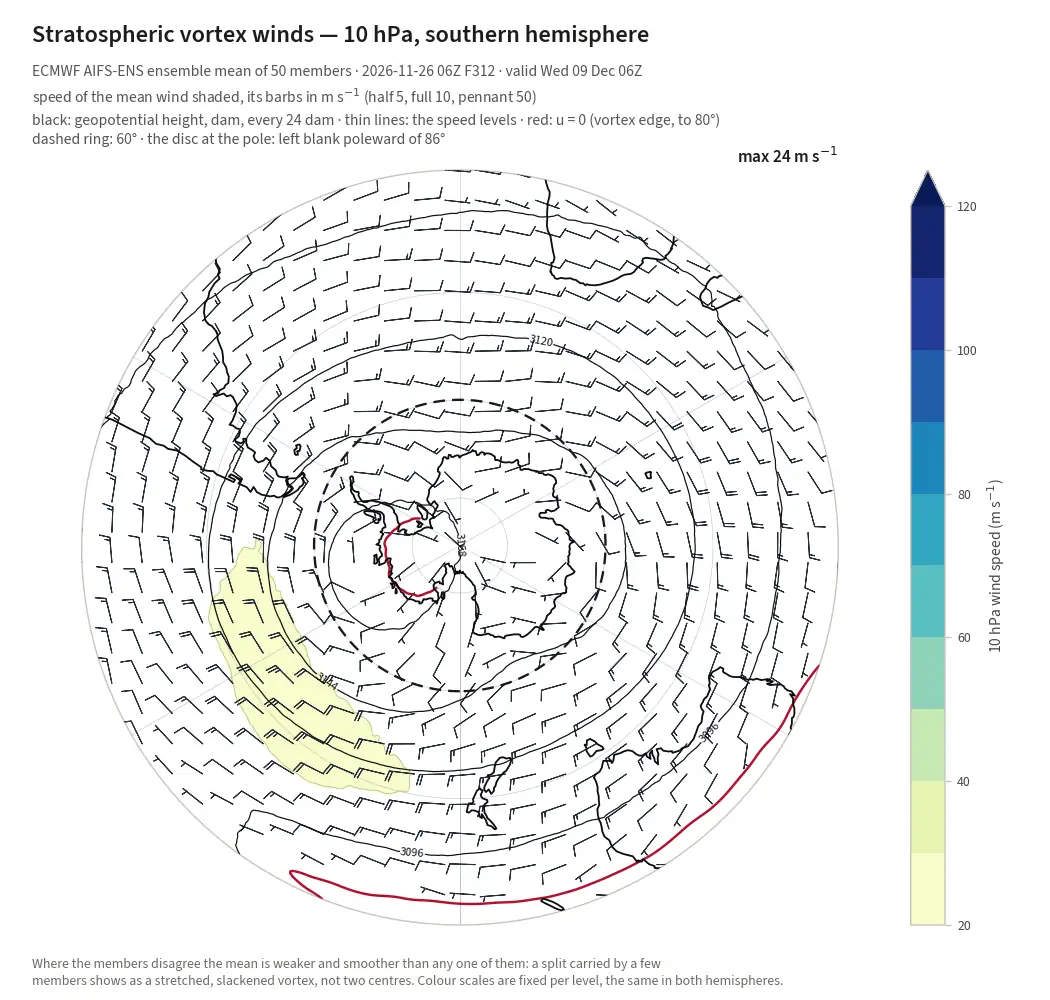 Stratospheric vortex winds — 10 hPa, southern hemisphere
ECMWF AIFS-ENS ensemble mean of 50 members · 2026-11-26 06Z F312 · valid Wed 09 Dec 06Z
speed of the mean wind shaded, its barbs in m s⁻¹ (half 5, full 10, pennant 50)
black: geopotential height, dam, every 24 dam · thin lines: the speed levels · red: u = 0 (vortex edge, to 80°)
dashed ring: 60° · the disc at the pole: left blank poleward of 86°
max 24 m s⁻¹
120
100
80
60
40
20
10 hPa wind speed (m s⁻¹)
3120
3168
3144
3096
3096
Where the members disagree the mean is weaker and smoother than any one of them: a split carried by a few
members shows as a stretched, slackened vortex, not two centres. Colour scales are fixed per level, the same in both hemispheres.